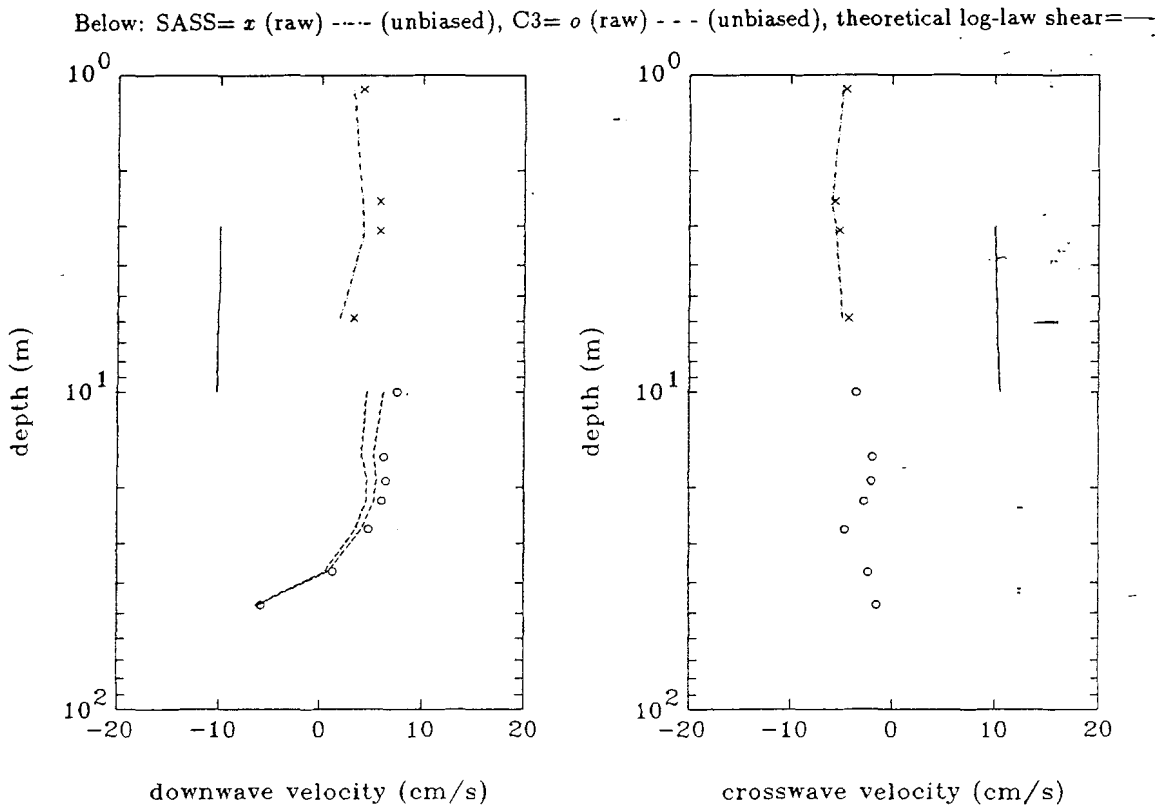 Below: SASS= x (raw) -·-·- (unbiased), C3= o (raw) - - - (unbiased), theoretical log-law shear=—
10^0
10^1
10^2
depth (m)
-20 -10 0 10 20
downwave velocity (cm/s)
10^0
10^1
10^2
depth (m)
-20 -10 0 10 20
crosswave velocity (cm/s)